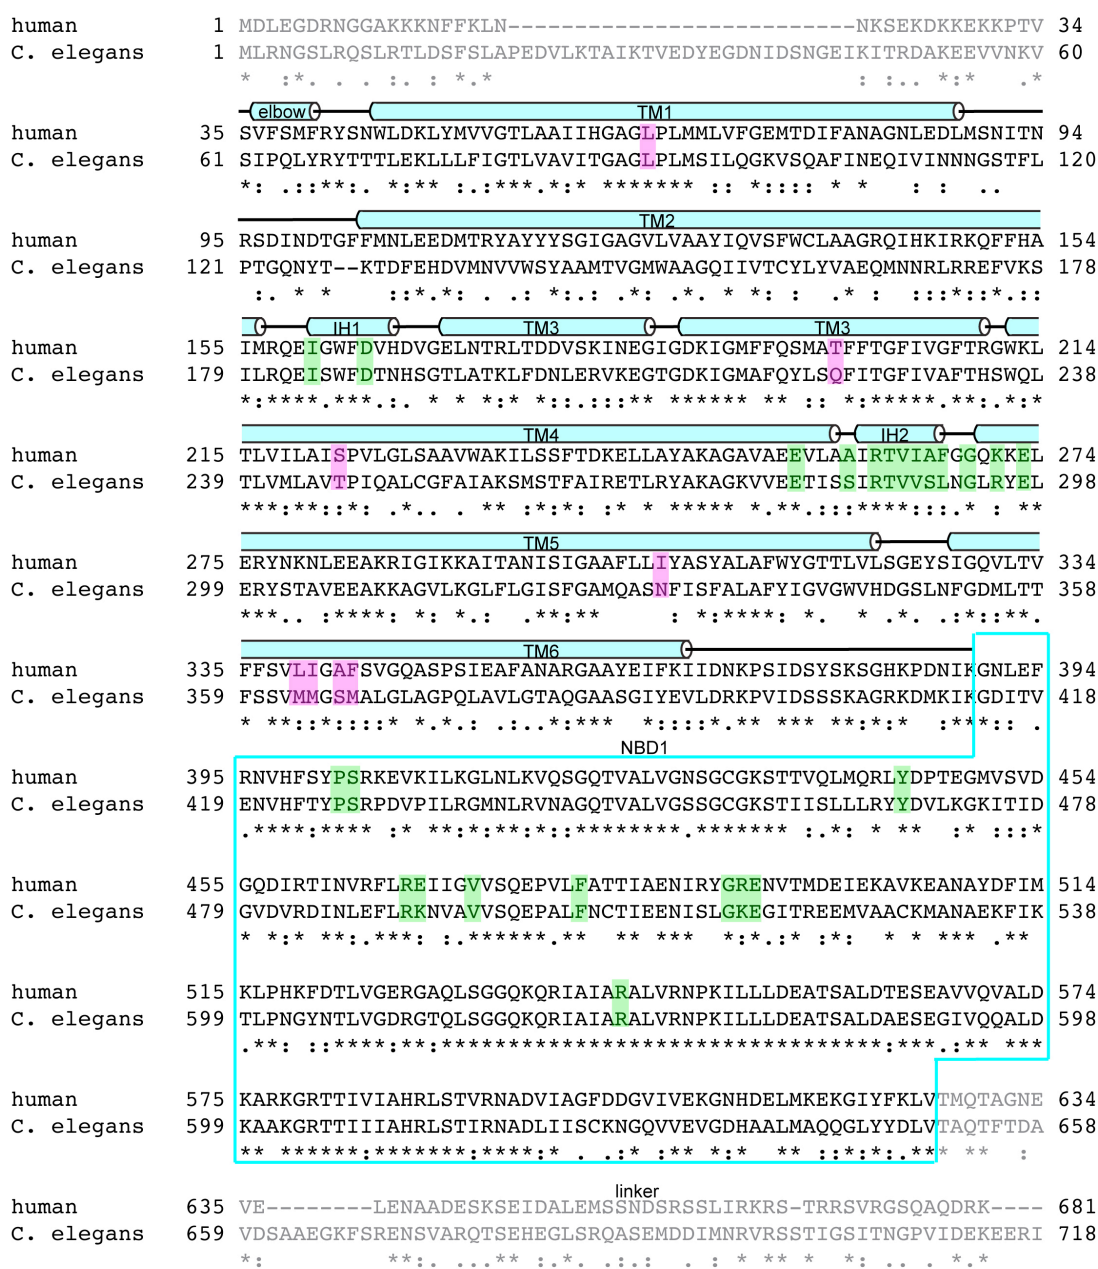 human 1 MDLEGDRNGGAKKKNFFKLN---------------------------NKSEKDKKEKKPTV 34
C. elegans 1 MLRNGSLRQSLRTLDSFSLAPEDVLKTAIKTVEDYEGDNIDSNGEIKITRDAKEEVVNKV 60
* :*. . .: .: *.* : :. .* *:* .*
elbow TM1
human 35 SVFSMFRYSNWLDKLYMVVGTLAAIIHGAGLPLMMLVFGEMTDIFANAGNLEDLMSNITN 94
C. elegans 61 SIPQLYRYTTTLEKLLLFIGTLVAVITGAGLPLMSILQGKVSQAFINEQIVINNNGSTFL 120
*: .::**:. *:** :.:***.*:* ******* :: *:::: * * : : ..
TM2
human 95 RSDINDTGFFMNLEEDMTRYAYYYSGIGAGVLVAAYIQVSFWCLAAGRQIHKIRKQFFHA 154
C. elegans 121 PTGQNYT--KTDFEHDVMNVVWSYAAMTVGMWAAGQIIVTCYLYVAEQMNNRLRREFVKS 178
:. * * ::*.*: . .: *:.: .*: .*. * *: : .* : :::*::*.::
IH1 TM3 TM3
human 155 IMRQEIGWFDVHDVGELNTRLTDDVSKINEGIGDKIGMFFQSMATFFTGFIVGFTRGWKL 214
C. elegans 179 ILRQEISWFDTNHSGTLATKLFDNLERVKEGTGDKIGMAFQYLSQFITGFIVAFTHSWQL 238
*:****.***.:. * *:* *::.:::** ****** ** :: *:*****.**:.*:*
TM4 IH2
human 215 TLVILAISPVLGLSAAVWAKILSSFTDKELLAYAKAGAVAEEVLAAIRTVIAFGGQKKEL 274
C. elegans 239 TLVMLAVTPIQALCGFAIAKSMSTFAIRETLRYAKAGKVVEETISSIRTVVSLNGLRYEL 298
***:**::*: .*.. . ** :*:*: :* * ***** *.**.:::****:::.* : **
TM5
human 275 ERYNKNLEEAKRIGIKKAITANISIGAAFLLIYASYALAFWYGTTLVLSGEYSIGQVLTV 334
C. elegans 299 ERYSTAVEEAKKAGVLKGLFLGISFGAMQASNFISFALAFYIGVGWVHDGSLNFGDMLTT 358
***.. :****: *: *.: .**:** : *:****: *. * .*. .:*::**.
TM6
human 335 FFSVLIGAFSVGQASPSIEAFANARGAAYEIFKIIDNKPSIDSYSKSGHKPDNIKGNLEF 394
C. elegans 359 FSSVMMGSMALGLAGPQLAVLGTAQGAASGIYEVLDRKPVIDSSSKAGRKDMKIKGDITV 418
* **::*:::* *.*.: .:..*:*** *::::*.** *** **:*:* :***:: .
NBD1
human 395 RNVHFSYPSRKEVKILKGLNLKVQSGQTVALVGNSGCGKSTTVQLMQRLYDPTEGMVSVD 454
C. elegans 419 ENVHFTYPSRPDVPILRGMNLRVNAGQTVALVGSSGCGKSTIISLLLRYYDVLKGKITID 478
.****:**** :* **:*:**:*::********.******* :.*: * ** :* :::*
human 455 GQDIRTINVRFLREIIGVVSQEPVLFATTIAENIRYGRENVTMDEIEKAVKEANAYDFIM 514
C. elegans 479 GVDVRDINLEFLRKNVAVVSQEPALFNCTIEENISLGKEGITREEMVAACKMANAEKFIK 538
* *:* **:.***: :.******.** ** *** *:*.:* :*: * * *** .**
human 515 KLPHKFDTLVGERGAQLSGGQKQRIAIARALVRNPKILLLDEATSALDTESEAVVQVALD 574
C. elegans 599 TLPNGYNTLVGDRGTQLSGGQKQRIAIARALVRNPKILLLDEATSALDAESEGIVQQALD 598
.**: ::****:**:*********************************:***.:** ***
human 575 KARKGRTTIVIAHRLSTVRNADVIAGFDDGVIVEKGNHDELMKEKGIYFKLVTMQTAGNE 634
C. elegans 599 KAAKGRTTIIIAHRLSTIRNADLIISCKNGQVVEVGDHAALMAQQGLYYDLVTAQTFTDA 658
** ******:*******:****:* . .:* :** *:* ** ::*:*:.*** ** :
linker
human 635 VE--------LENAADESKSEIDALEMSSNDSRSSLIRKRS-TRRSVRGSQAQDRK---- 681
C. elegans 659 VDSAAEGKFSRENSVARQTSEHEGLSRQASEMDDIMNRVRSSTIGSITNGPVIDEKEERI 718
*: **:. ..** :.*. .:.: . : * ** * *: .. . *.*